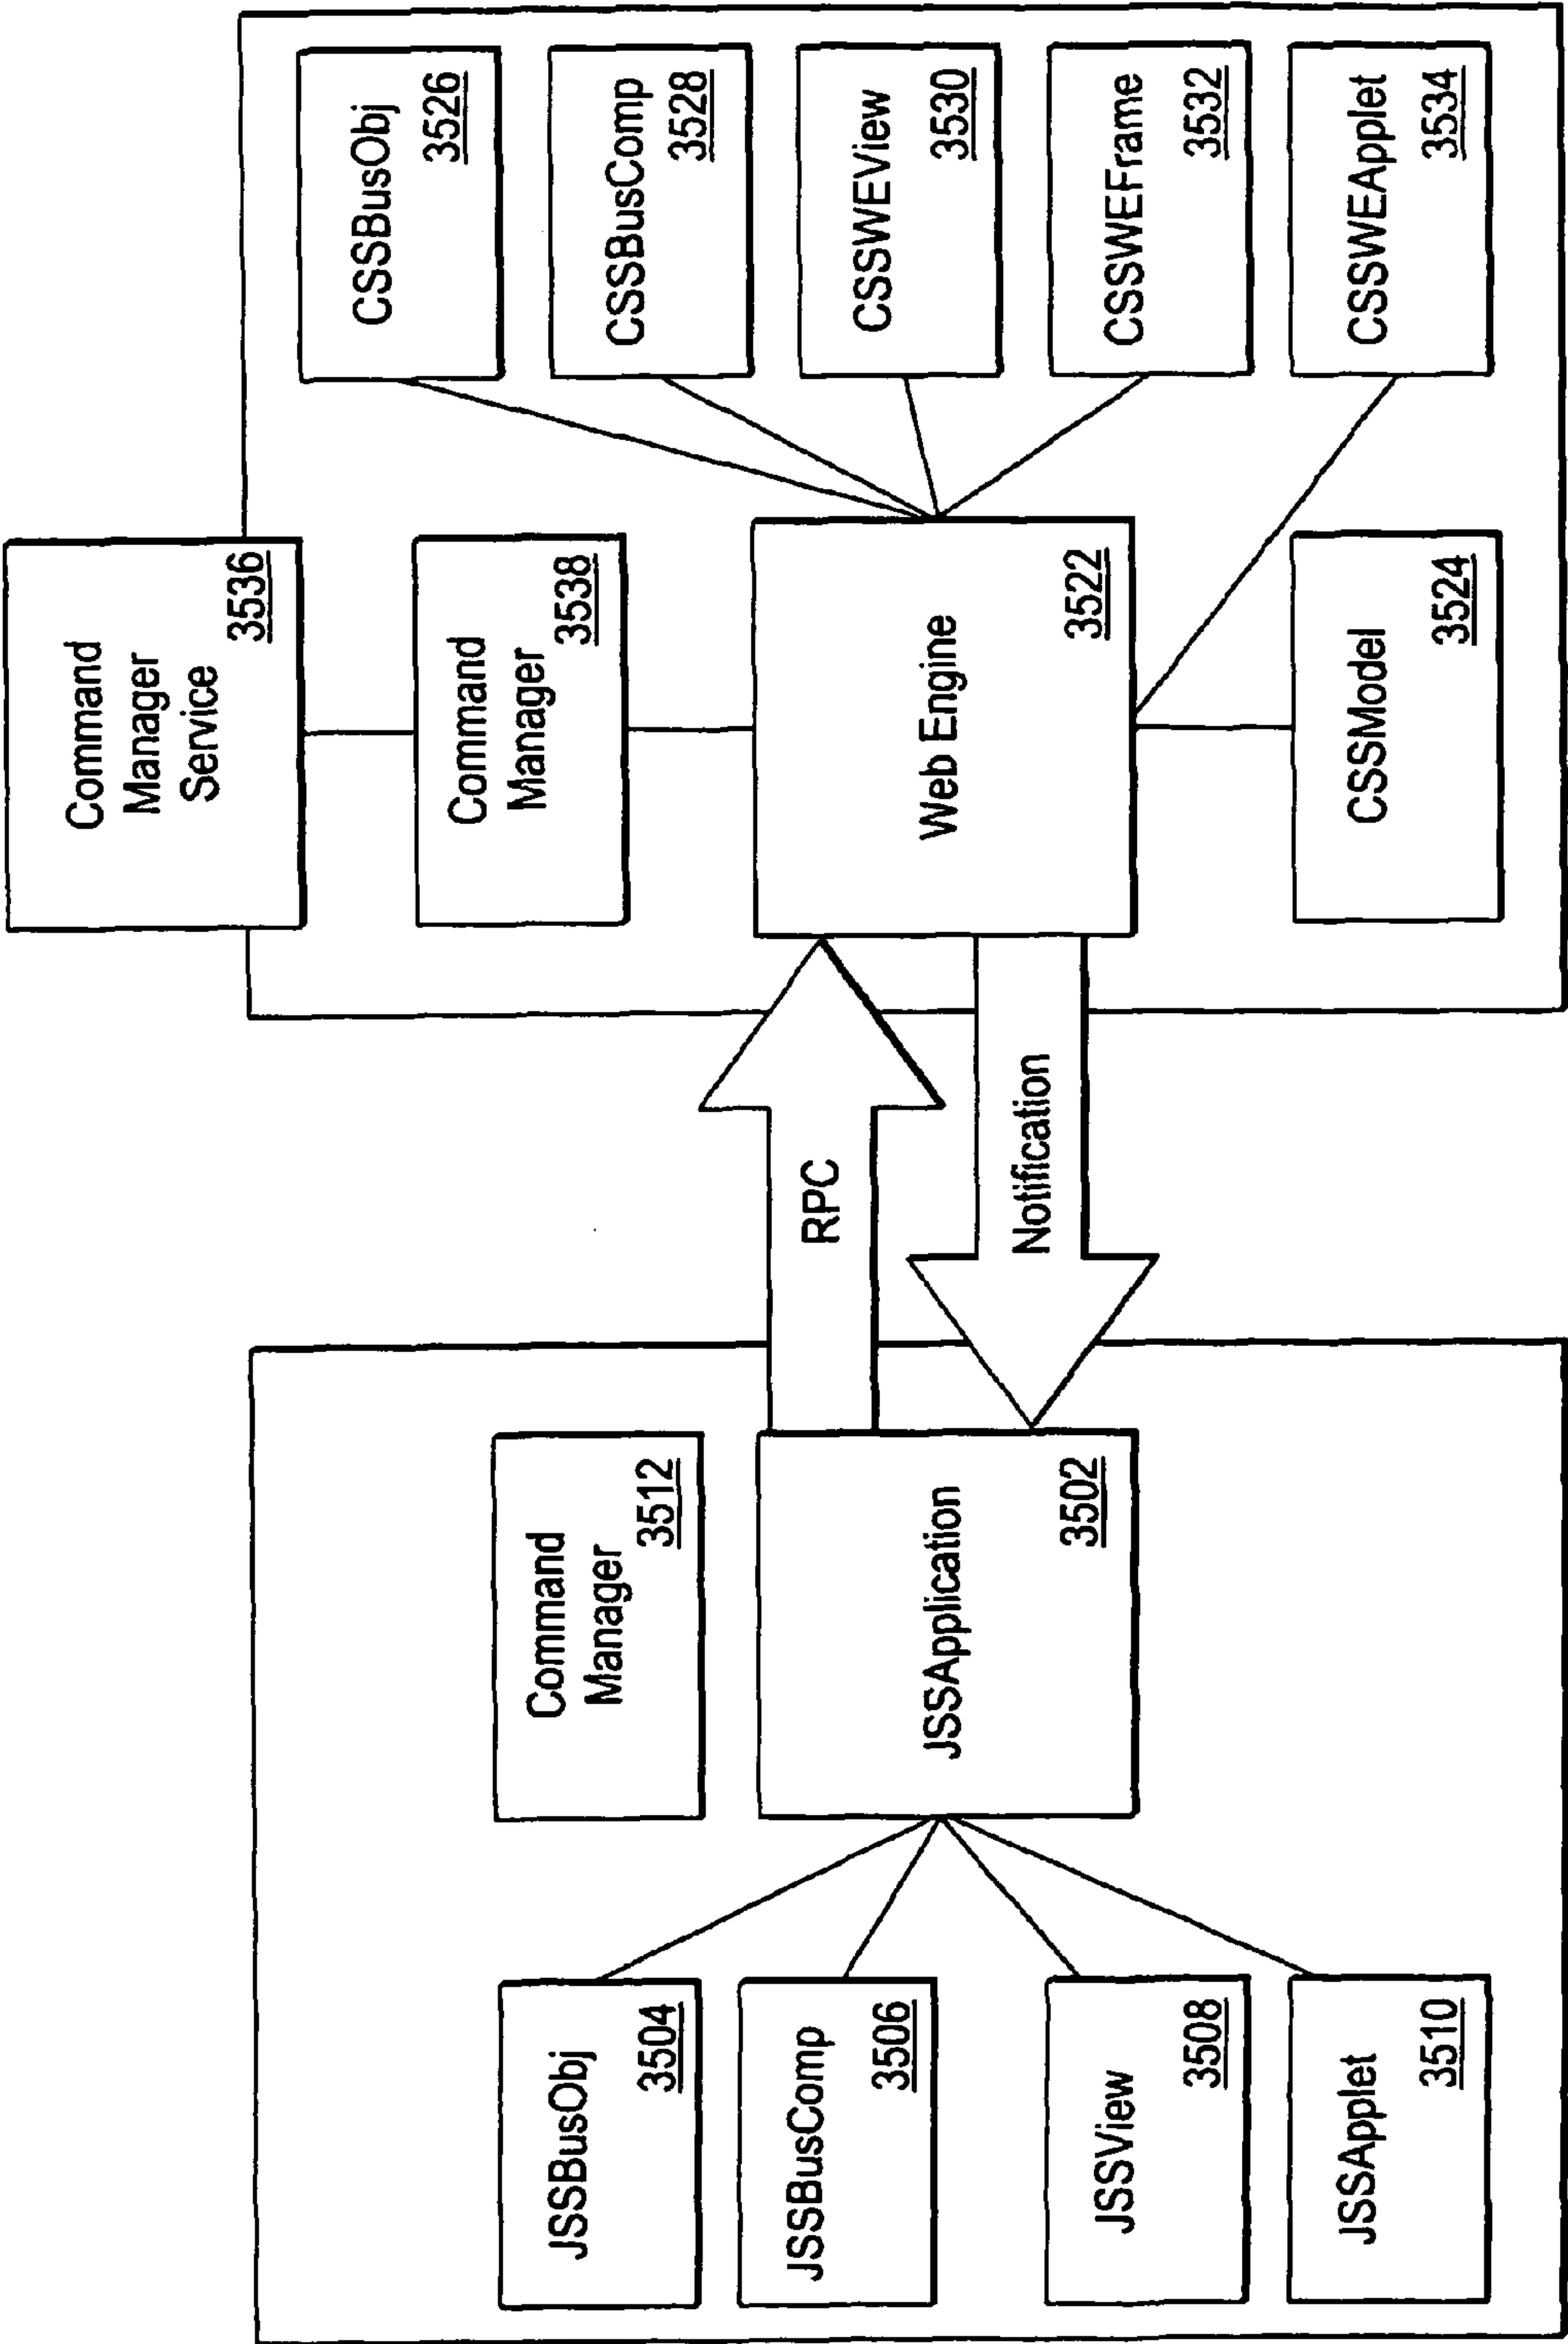 JSSBusObj
3504
JSSBusComp
3506
JSSView
3508
JSSApplet
3510
Command
Manager
3512
JSSApplication
3502
RPC
Notification
Command
Manager
Service
3536
Command
Manager
3538
Web Engine
3522
CSSModel
3524
CSSBusObj
3526
CSSBusComp
3528
CSSWEView
3530
CSSWEFrame
3532
CSSWEApplet
3534